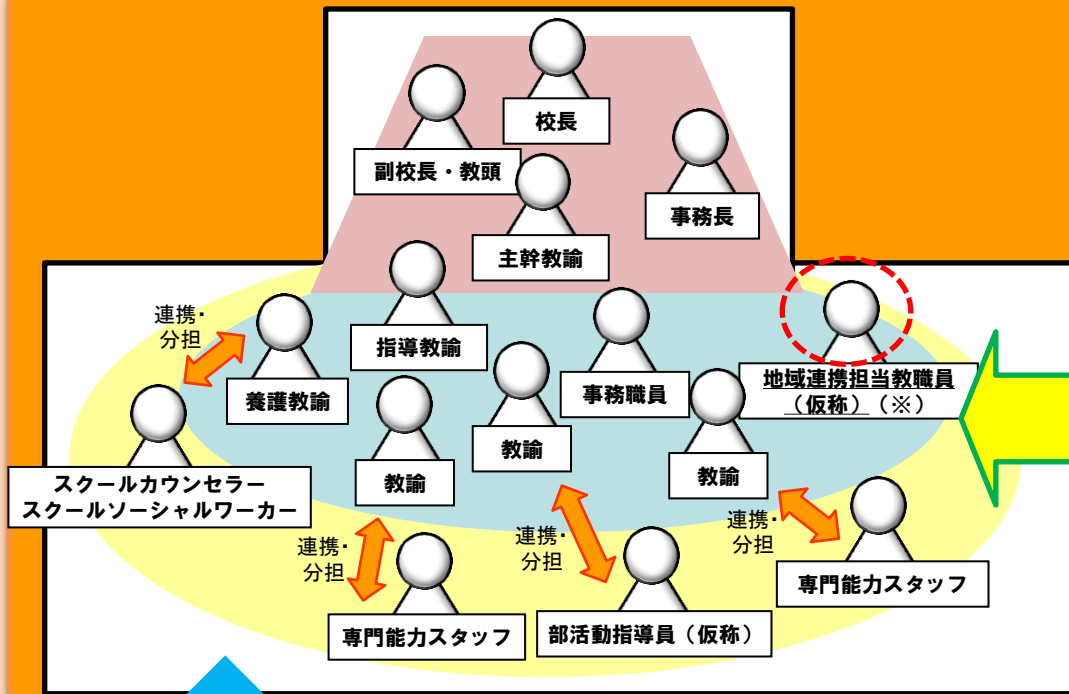 校長
副校長・教頭
事務長
主幹教諭
連携・
分担
指導教諭
養護教諭
事務職員
地域連携担当教職員
（仮称）（※）
教諭
教諭
教諭
スクールカウンセラー
スクールソーシャルワーカー
連携・
分担
連携・
分担
連携・
分担
専門能力スタッフ
専門能力スタッフ
部活動指導員（仮称）